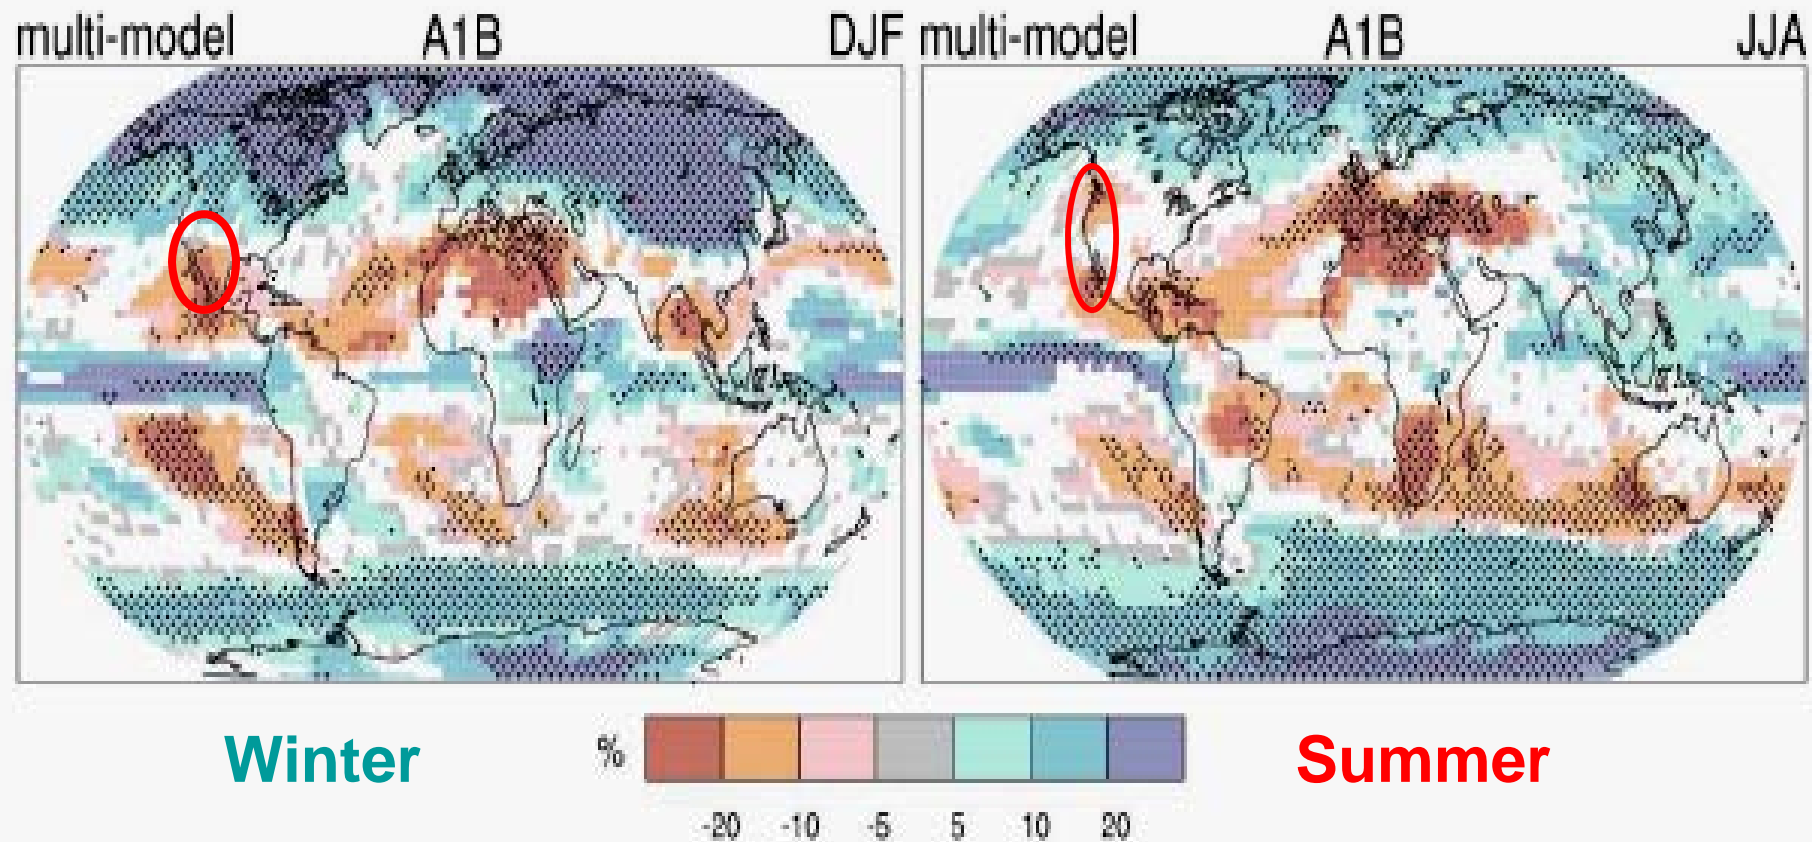 multi-model A1B DJF
multi-model A1B JJA
Winter
%
-20 -10 -5 5 10 20
Summer